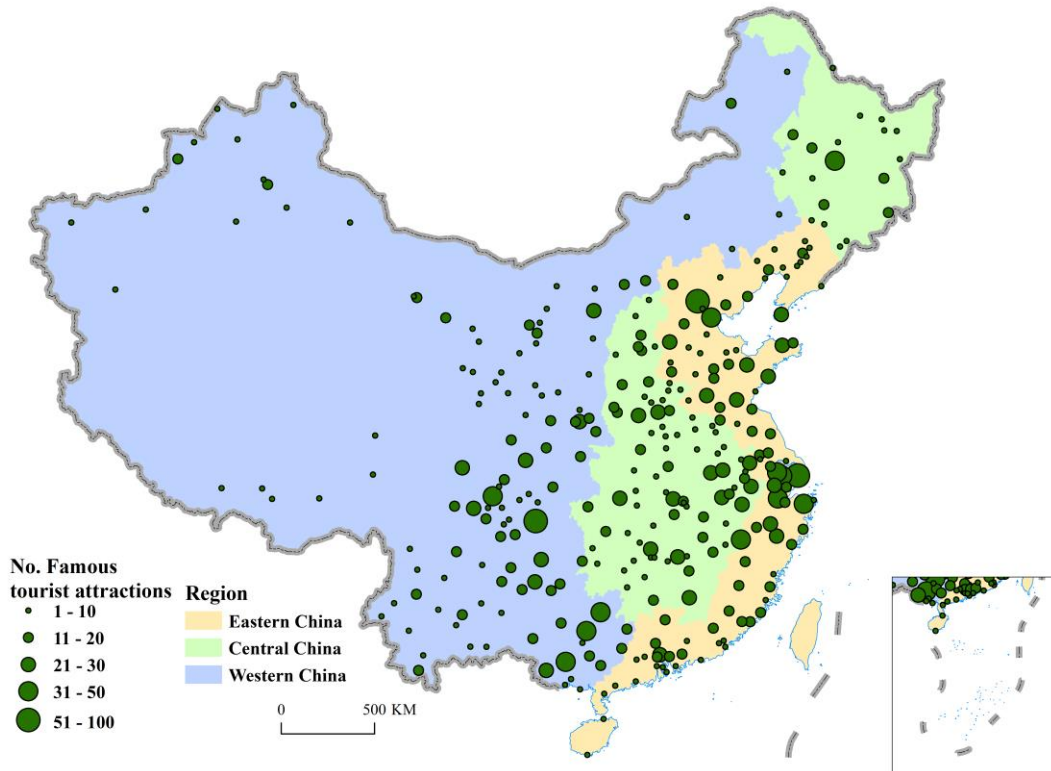 No. Famous
tourist attractions
1 - 10
11 - 20
21 - 30
31 - 50
51 - 100
Region
Eastern China
Central China
Western China
0 500 KM